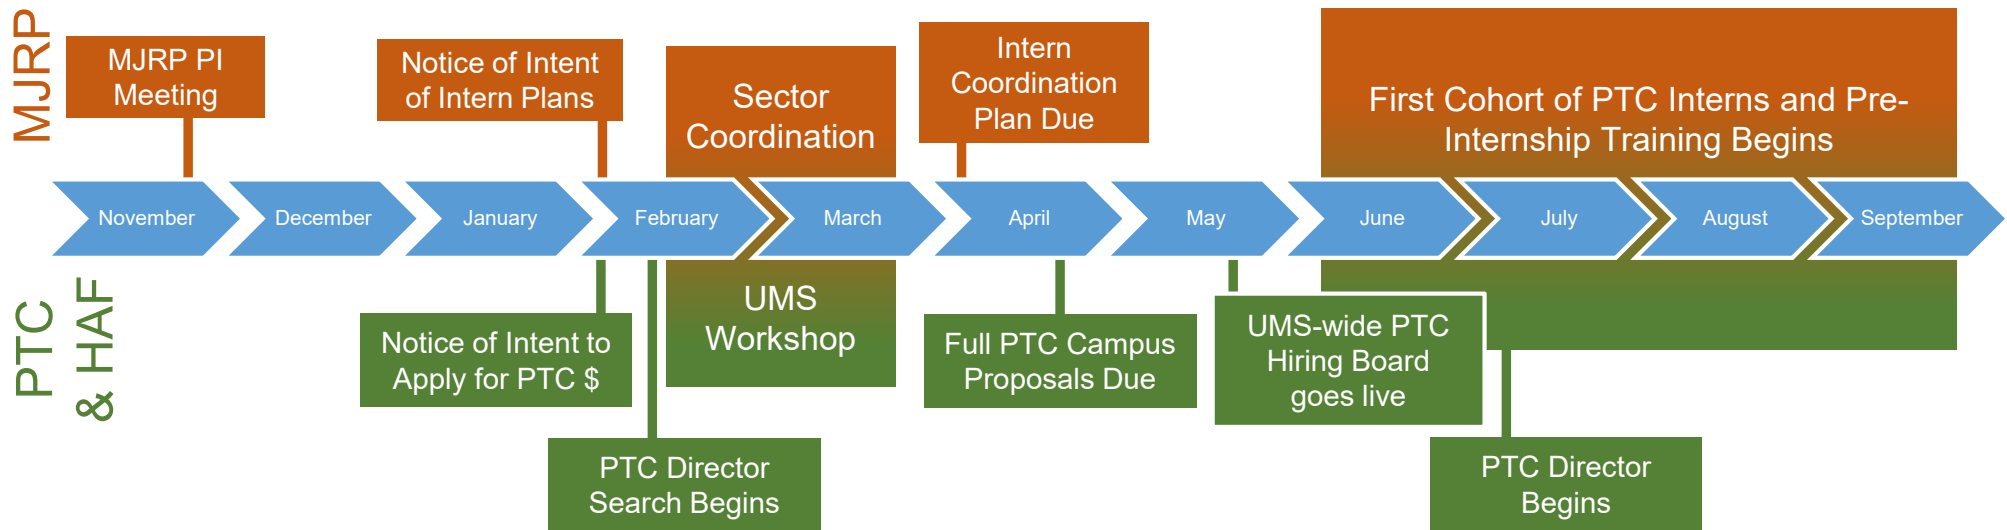 MJRP
MJRP PI
Meeting
Notice of Intent
of Intern Plans
Sector
Coordination
Intern
Coordination
Plan Due
First Cohort of PTC Interns and Pre-
Internship Training Begins
November
December
January
February
March
April
May
June
July
August
September
PTC
& HAF
Notice of Intent to
Apply for PTC $
PTC Director
Search Begins
UMS
Workshop
Full PTC Campus
Proposals Due
UMS-wide PTC
Hiring Board
goes live
PTC Director
Begins